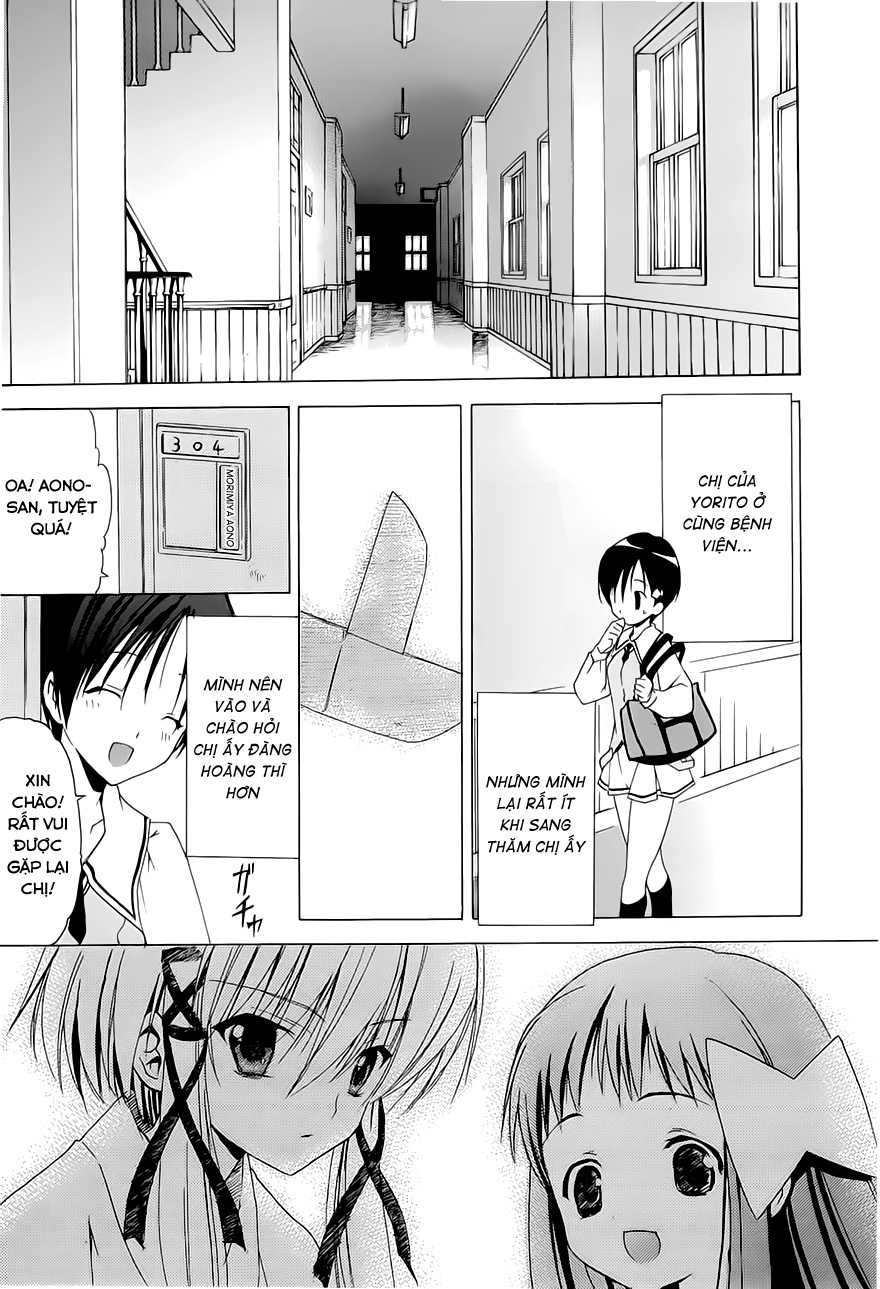 CHỊ CỦA
YORITO Ở
CÙNG BỆNH
VIỆN...
NHƯNG MÌNH
LẠI RẤT ÍT
KHI SANG
THĂM CHỊ ẤY
304
MORIMIYA AONO
OA! AONO-
SAN, TUYỆT
QUÁ!
MÌNH NÊN
VÀO VÀ
CHÀO HỎI
CHỊ ẤY ĐÀNG
HOÀNG THÌ
HƠN
XIN
CHÀO!
RẤT VUI
ĐƯỢC
GẶP LẠI
CHỊ!
ガチャ